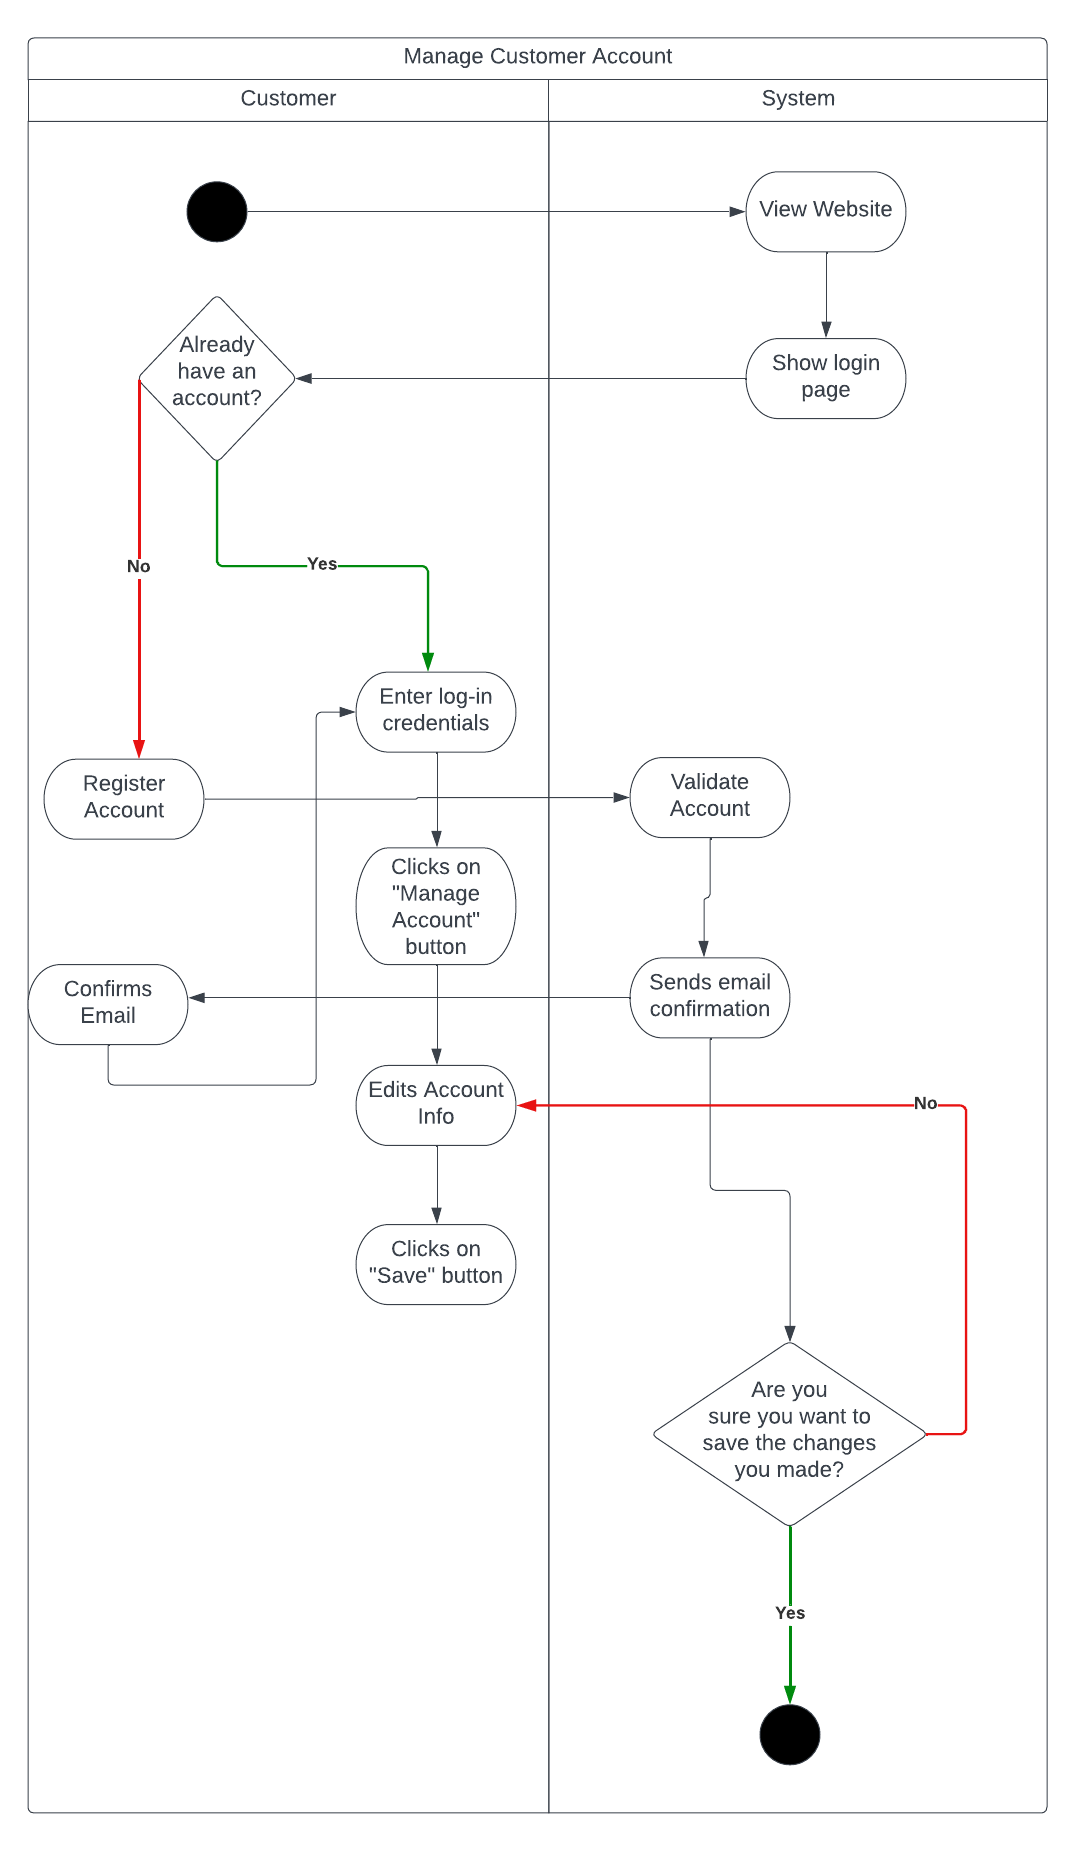 Manage Customer Account
Customer
System
View Website
Already
have an
account?
Show login
page
No
Yes
Enter log-in
credentials
Register
Account
Validate
Account
Clicks on
"Manage
Account"
button
Confirms
Email
Sends email
confirmation
Edits Account
Info
No
Clicks on
"Save" button
Are you
sure you want to
save the changes
you made?
Yes